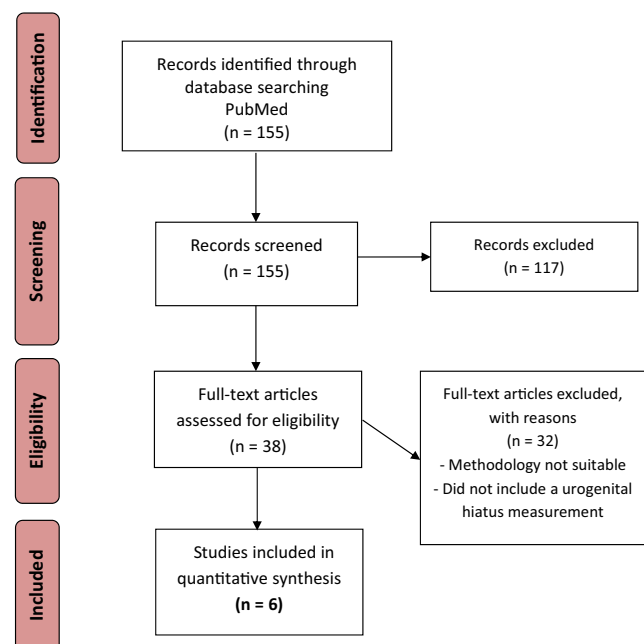 Identification
Records identified through
database searching
PubMed
(n = 155)
Screening
Records screened
(n = 155)
Records excluded
(n = 117)
Eligibility
Full-text articles
assessed for eligibility
(n = 38)
Full-text articles excluded,
with reasons
(n = 32)
- Methodology not suitable
- Did not include a urogenital
hiatus measurement
Included
Studies included in
quantitative synthesis
(n = 6)